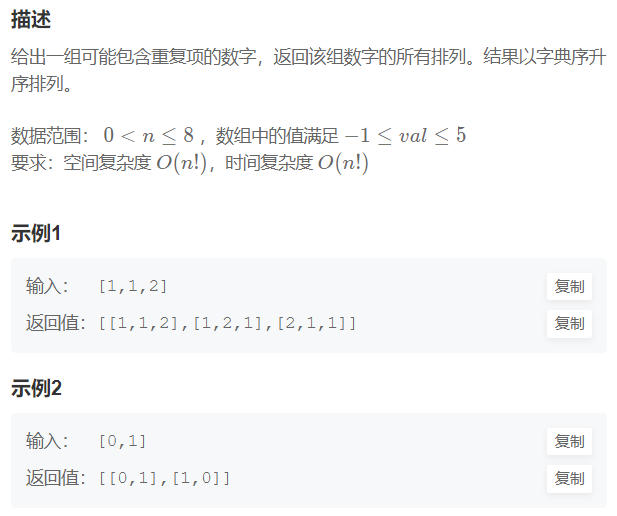 描述
给出一组可能包含重复项的数字，返回该组数字的所有排列。结果以字典序升
序排列。
数据范围： 0 < n ≤ 8 ，数组中的值满足 −1 ≤ val ≤ 5
要求：空间复杂度 O(n!)，时间复杂度 O(n!)
示例1
输入： [1,1,2] 复制
返回值：[[1,1,2],[1,2,1],[2,1,1]] 复制
示例2
输入： [0,1] 复制
返回值：[[0,1],[1,0]] 复制